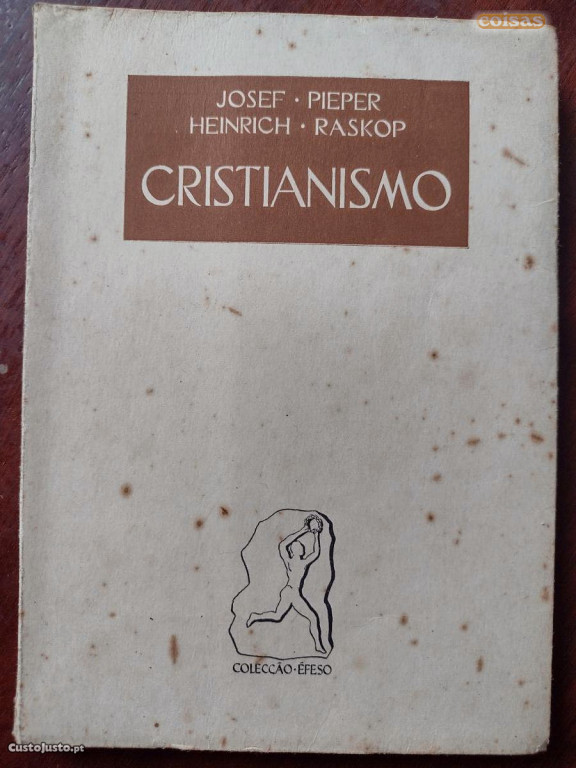 coisas
JOSEF · PIEPER
HEINRICH · RASKOP
CRISTIANISMO
COLECÇÃO · ÉFESO
CustoJusto.pt